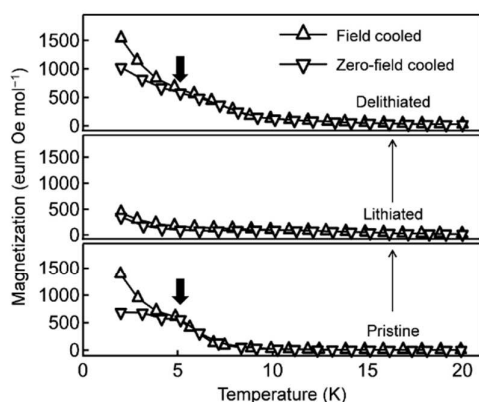 1500
Field cooled
1000
Zero-field cooled
500
Delithiated
0
Magnetization (eum Oe mol⁻¹)
1000
500
Lithiated
0
1500
1000
500
Pristine
0
0 5 10 15 20
Temperature (K)